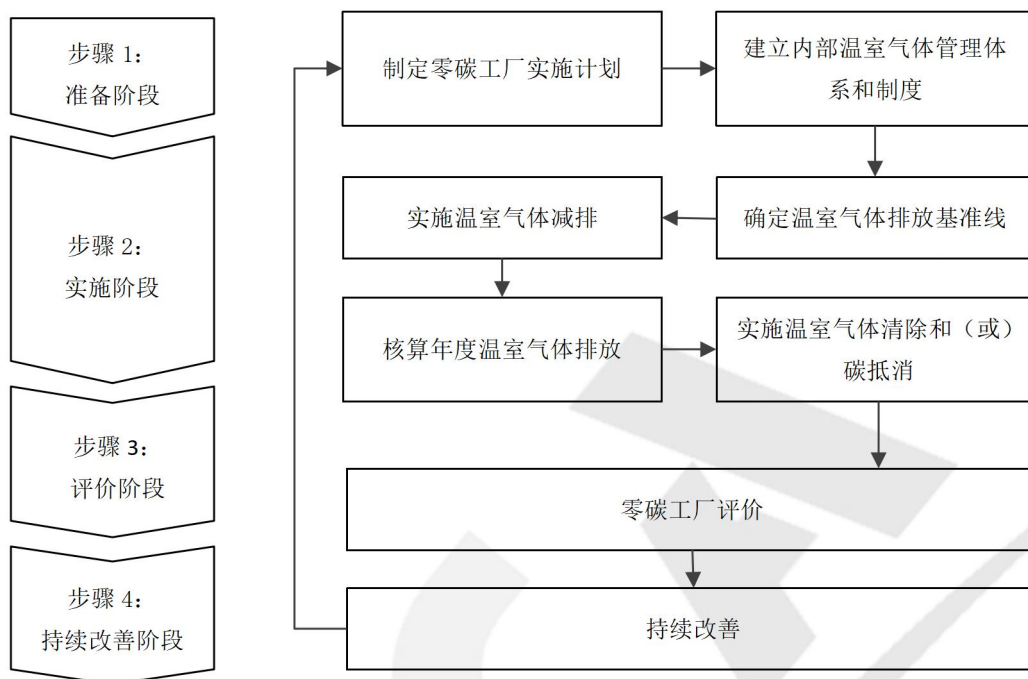 步骤 1：
准备阶段
制定零碳工厂实施计划
建立内部温室气体管理体
系和制度
步骤 2：
实施阶段
实施温室气体减排
确定温室气体排放基准线
核算年度温室气体排放
实施温室气体清除和（或）
碳抵消
步骤 3：
评价阶段
零碳工厂评价
步骤 4：
持续改善阶段
持续改善